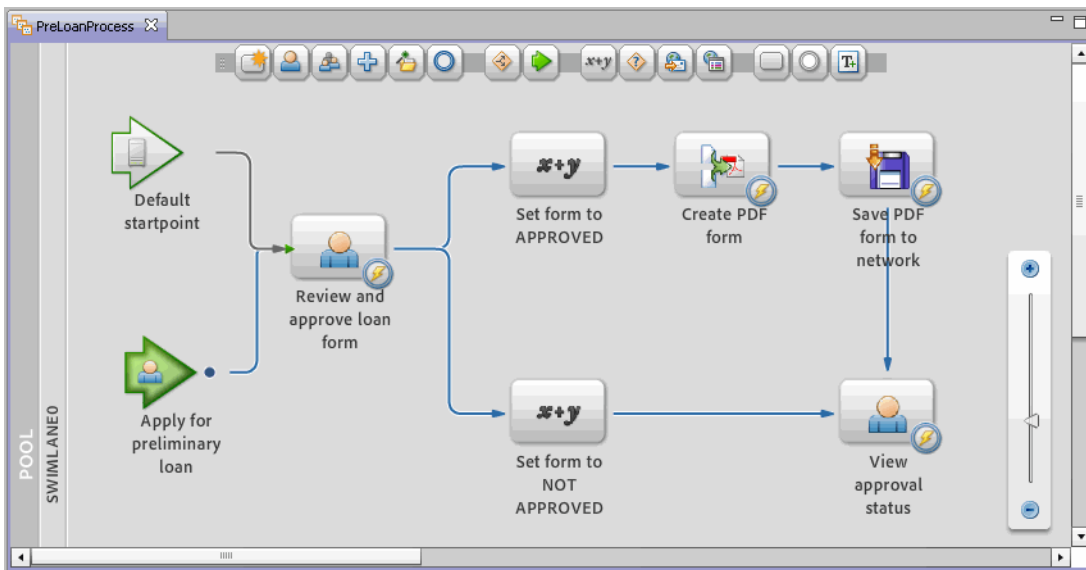 PreLoanProcess
x+y
T+
Default
startpoint
x+y
Set form to
APPROVED
Create PDF
form
Save PDF
form to
network
Review and
approve loan
form
Apply for
preliminary
loan
x+y
Set form to
NOT
APPROVED
View
approval
status
POOL
SWIMLANE0